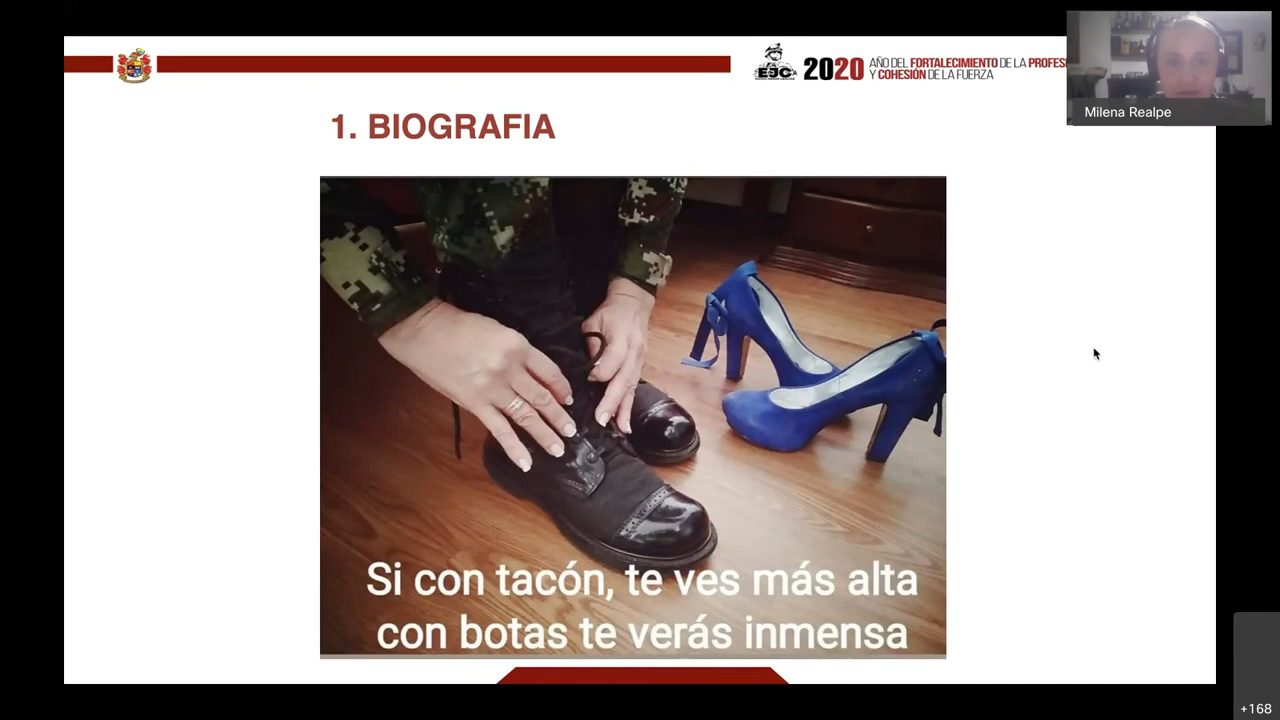 EJC
2020
AÑO DEL FORTALECIMIENTO DE LA PROFES
Y COHESIÓN DE LA FUERZA
Milena Realpe
1. BIOGRAFIA
Si con tacón, te ves más alta
con botas te verás inmensa
+168